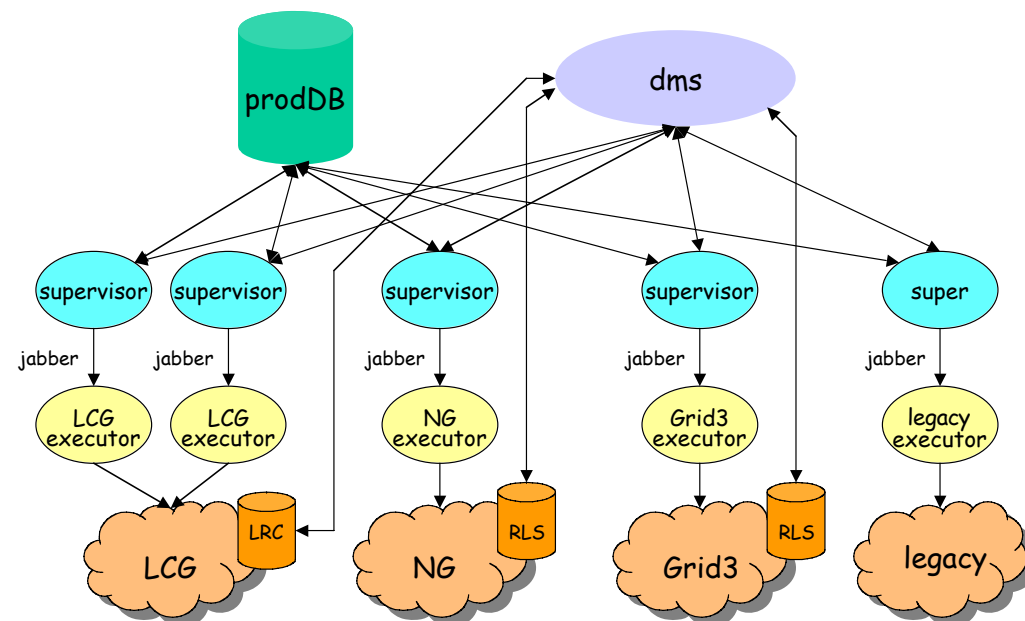 prodDB
dms
supervisor
supervisor
supervisor
supervisor
super
jabber
jabber
jabber
jabber
jabber
LCG
executor
LCG
executor
NG
executor
Grid3
executor
legacy
executor
LRC
RLS
RLS
LCG
NG
Grid3
legacy